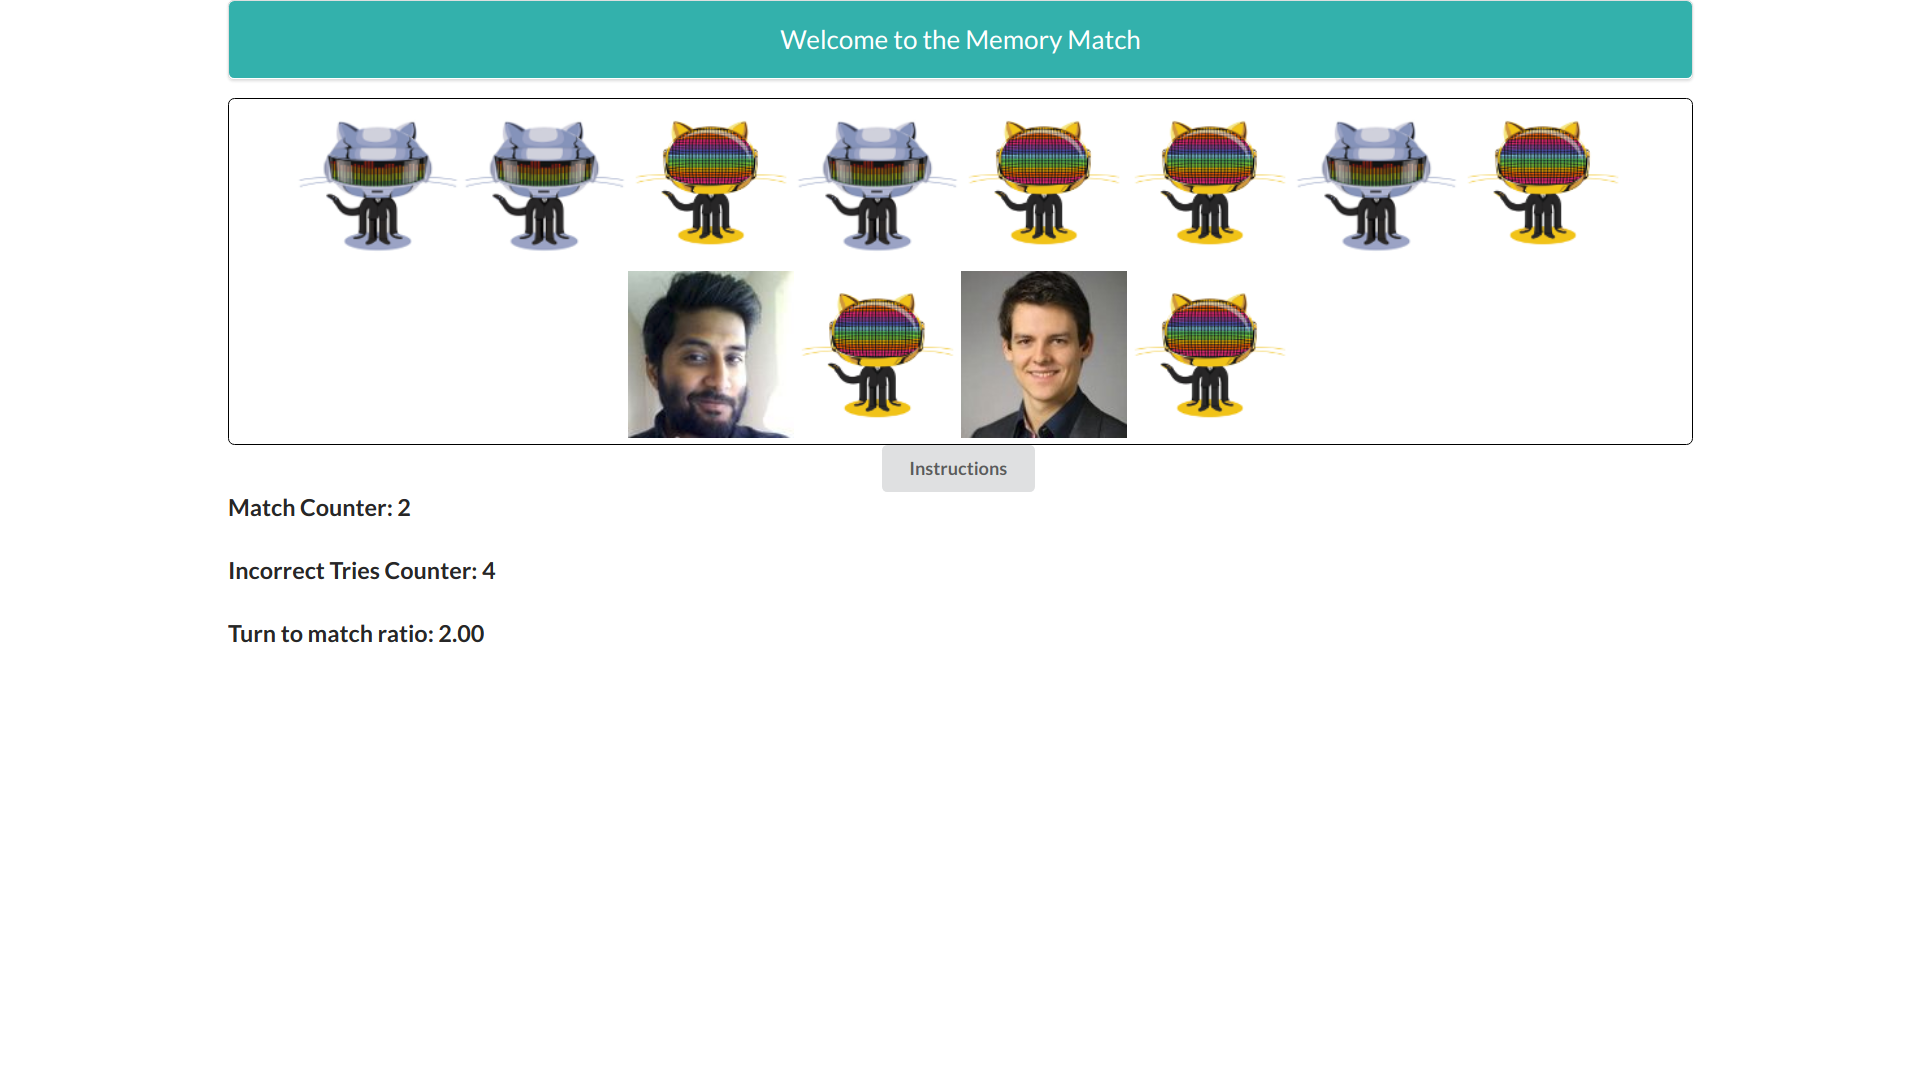 Welcome to the Memory Match
Instructions
Match Counter: 2
Incorrect Tries Counter: 4
Turn to match ratio: 2.00